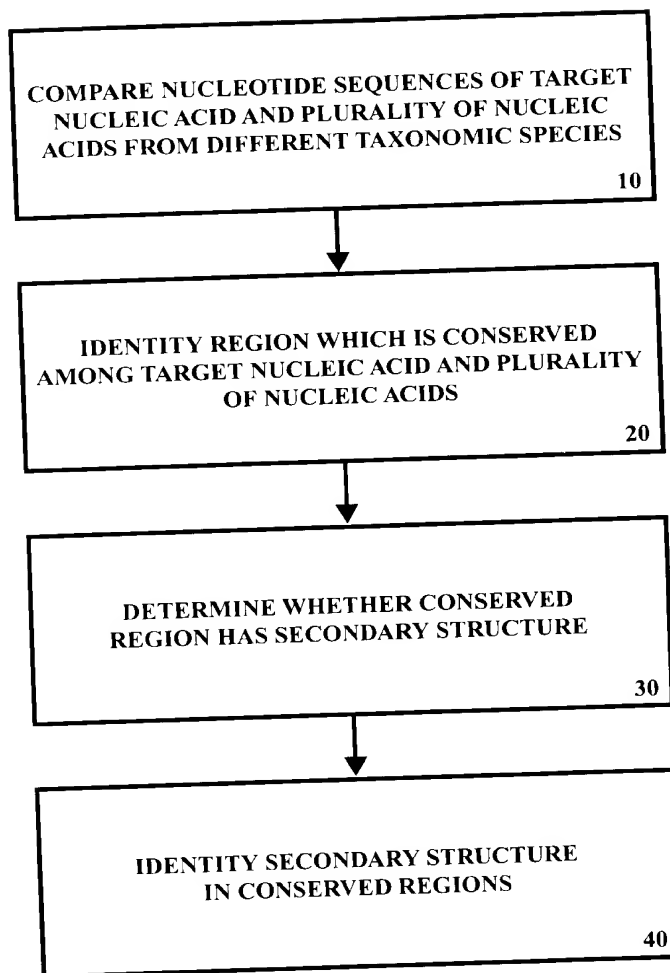 COMPARE NUCLEOTIDE SEQUENCES OF TARGET
NUCLEIC ACID AND PLURALITY OF NUCLEIC
ACIDS FROM DIFFERENT TAXONOMIC SPECIES
10
IDENTITY REGION WHICH IS CONSERVED
AMONG TARGET NUCLEIC ACID AND PLURALITY
OF NUCLEIC ACIDS
20
DETERMINE WHETHER CONSERVED
REGION HAS SECONDARY STRUCTURE
30
IDENTITY SECONDARY STRUCTURE
IN CONSERVED REGIONS
40